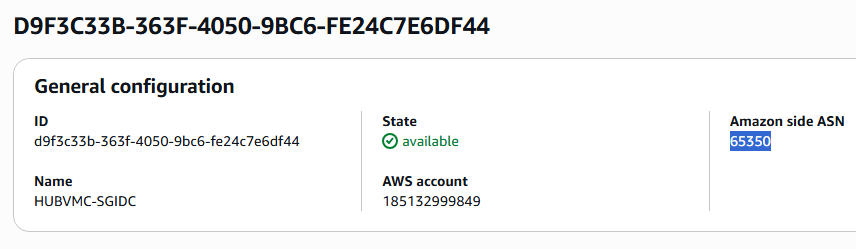 D9F3C33B-363F-4050-9BC6-FE24C7E6DF44
General configuration
ID
d9f3c33b-363f-4050-9bc6-fe24c7e6df44
State
available
Amazon side ASN
65350
Name
HUBVMC-SGIDC
AWS account
185132999849